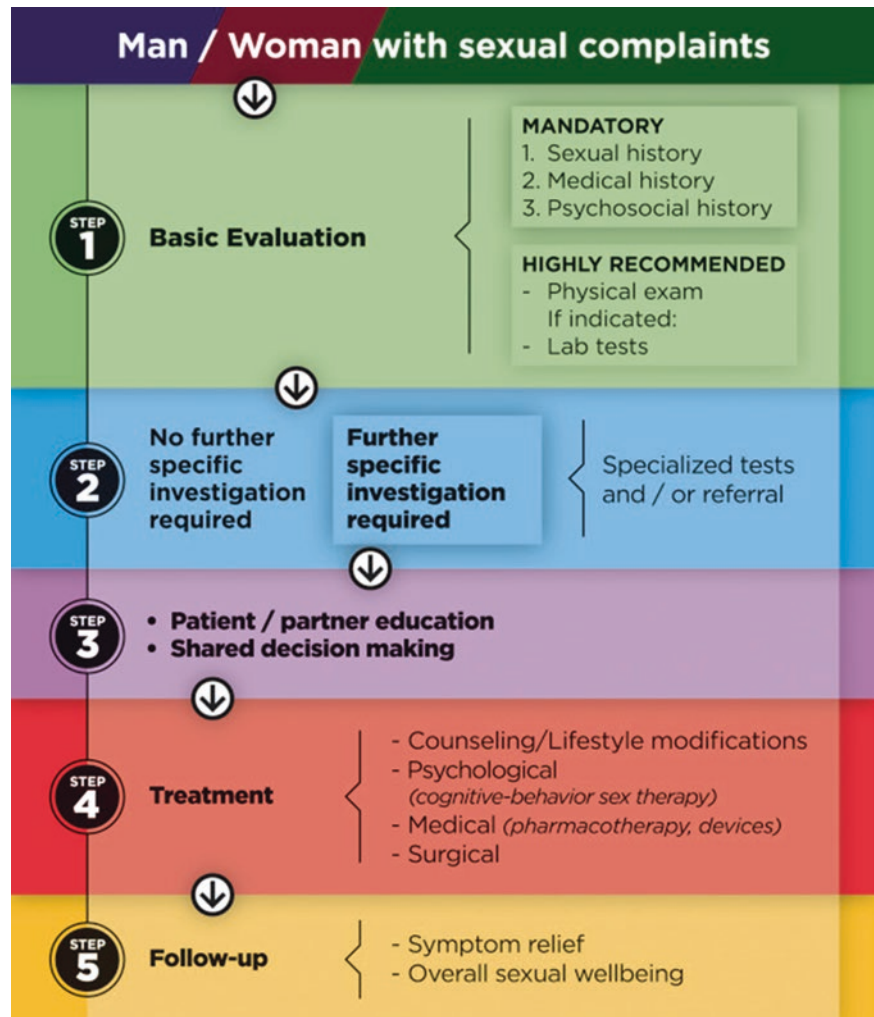 Man / Woman with sexual complaints
STEP
1
Basic Evaluation
MANDATORY
1. Sexual history
2. Medical history
3. Psychosocial history
HIGHLY RECOMMENDED
- Physical exam
If indicated:
- Lab tests
STEP
2
No further
specific
investigation
required
Further
specific
investigation
required
Specialized tests
and / or referral
STEP
3
• Patient / partner education
• Shared decision making
STEP
4
Treatment
- Counseling/Lifestyle modifications
- Psychological
(cognitive-behavior sex therapy)
- Medical (pharmacotherapy, devices)
- Surgical
STEP
5
Follow-up
- Symptom relief
- Overall sexual wellbeing